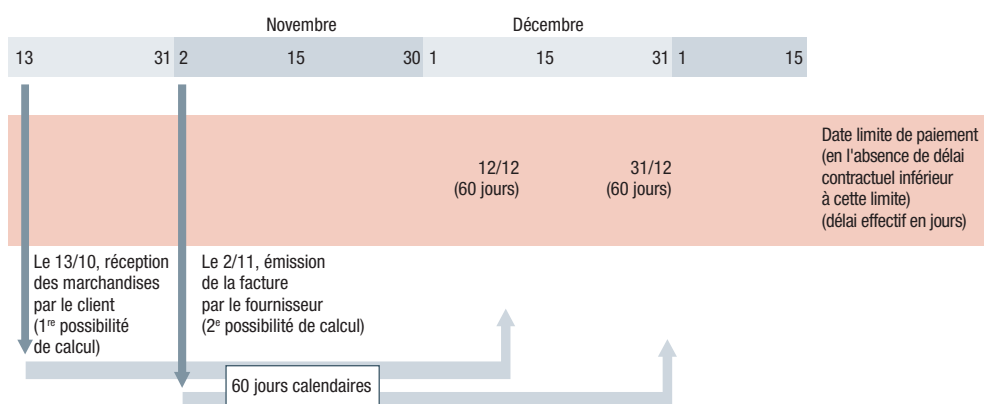 Novembre Décembre
13 31 2 15 30 1 15 31 1 15
12/12
(60 jours)
31/12
(60 jours)
Date limite de paiement
(en l'absence de délai
contractuel inférieur
à cette limite)
(délai effectif en jours)
Le 13/10, réception
des marchandises
par le client
(1re possibilité
de calcul)
Le 2/11, émission
de la facture
par le fournisseur
(2e possibilité de calcul)
60 jours calendaires